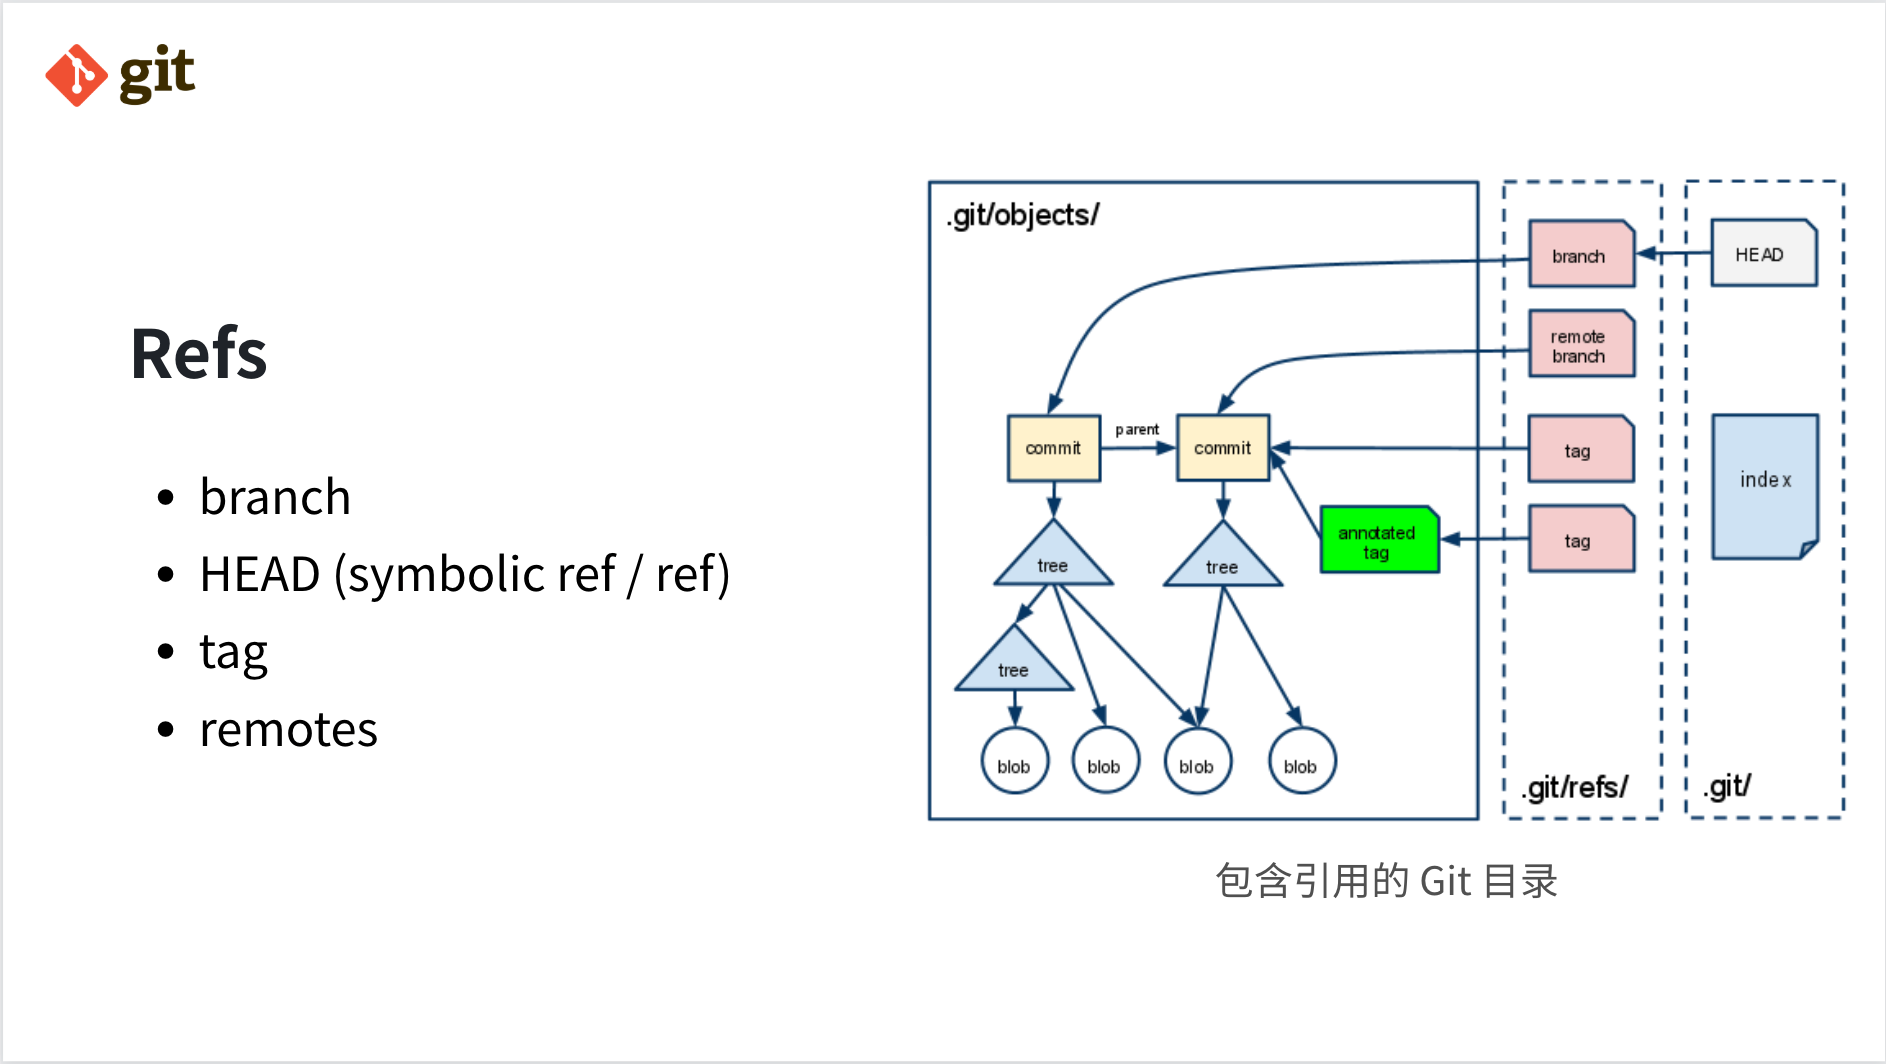 git
Refs
branch
HEAD (symbolic ref / ref)
tag
remotes
.git/objects/
branch
HEAD
remote
branch
commit
parent
commit
tag
index
annotated
tag
tag
tree
tree
tree
blob
blob
blob
blob
.git/refs/
.git/
包含引用的 Git 目录